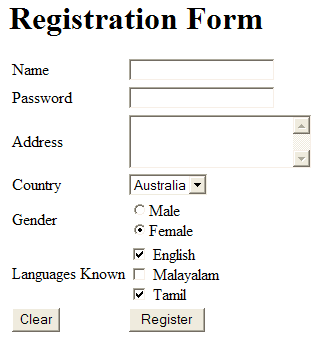 Registration Form
Name
Password
Address
Country Australia
Gender Male
Female
English
Languages Known Malayalam
Tamil
Clear Register